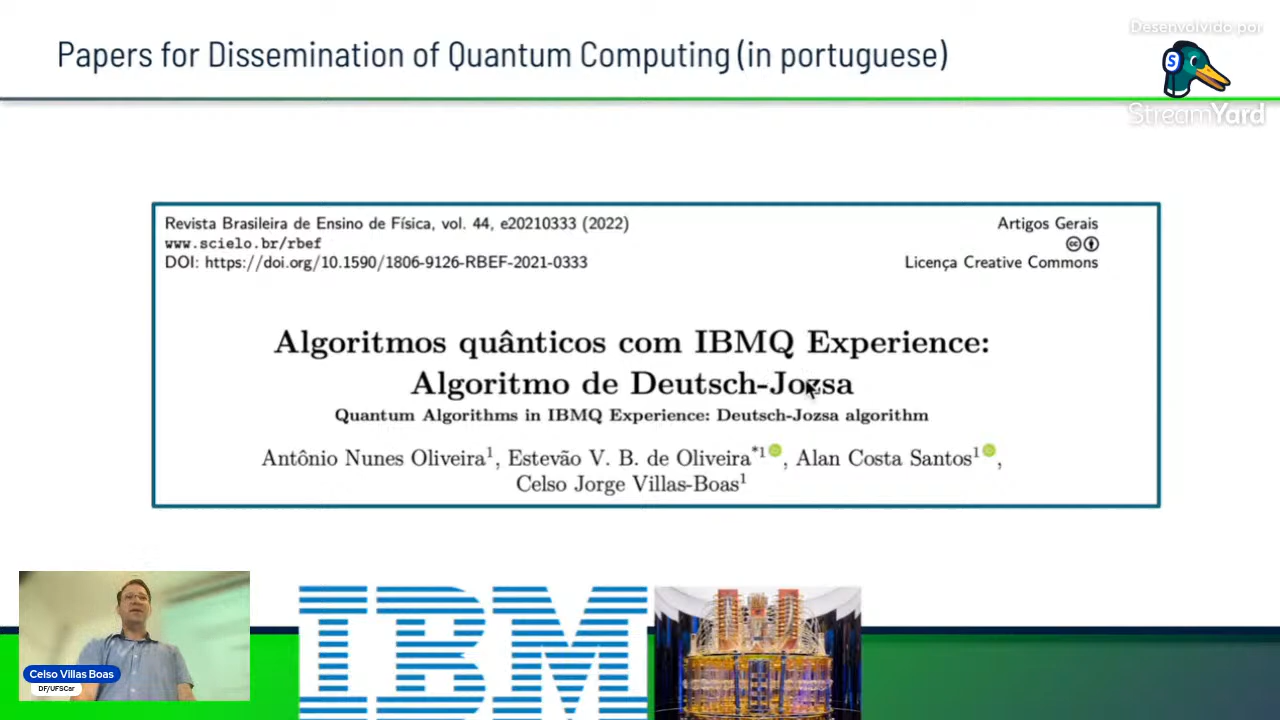 Desenvolvido por
Papers for Dissemination of Quantum Computing (in portuguese)
S
StreamYard
Revista Brasileira de Ensino de Física, vol. 44, e20210333 (2022)
Artigos Gerais
www.scielo.br/rbef
cc
DOI: https://doi.org/10.1590/1806-9126-RBEF-2021-0333
Licença Creative Commons
Algoritmos quânticos com IBMQ Experience:
Algoritmo de Deutsch-Jozsa
Quantum Algorithms in IBMQ Experience: Deutsch-Jozsa algorithm
Antônio Nunes Oliveira¹, Estevão V. B. de Oliveira*¹, Alan Costa Santos¹,
Celso Jorge Villas-Boas¹
IBM
Celso Villas Boas
DF/UFSCar